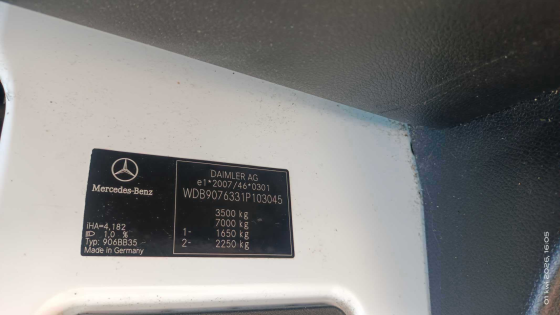 DAIMLER AG
e1*2007/46*0301
WDB9076331P103045
3500 kg
7000 kg
1- 1650 kg
2- 2250 kg
Mercedes-Benz
iHA=4,182
1,0 %
Typ: 906BB35
Made in Germany